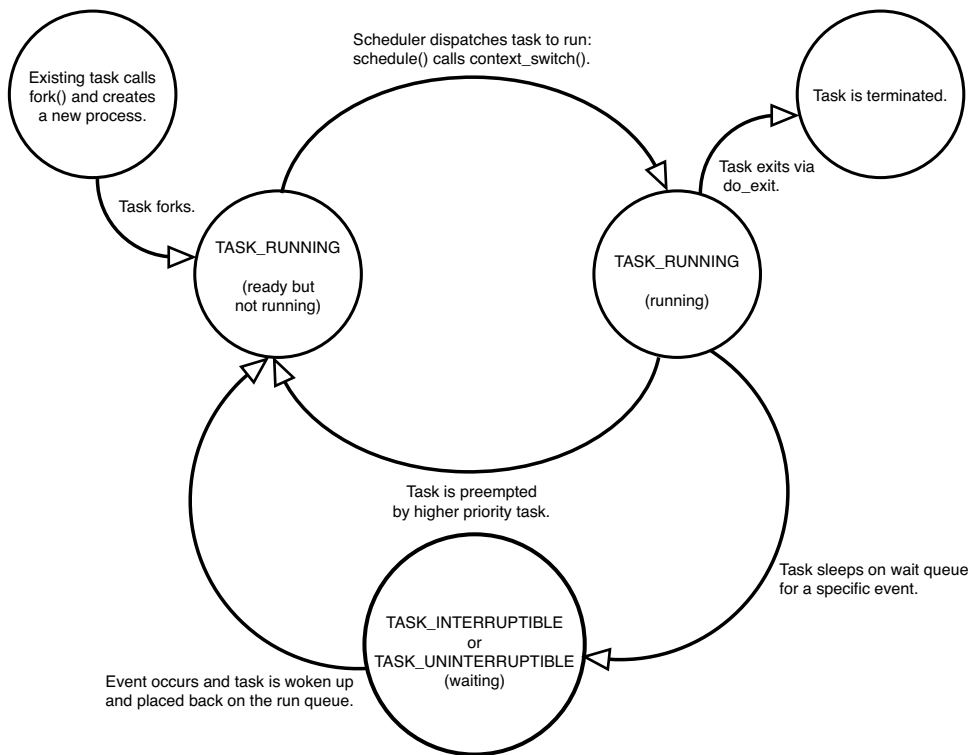 Scheduler dispatches task to run:
schedule() calls context_switch().
Existing task calls
fork() and creates
a new process.
Task is terminated.
Task forks.
Task exits via
do_exit.
TASK_RUNNING
(ready but
not running)
TASK_RUNNING
(running)
Task is preempted
by higher priority task.
Task sleeps on wait queue
for a specific event.
TASK_INTERRUPTIBLE
or
TASK_UNINTERRUPTIBLE
(waiting)
Event occurs and task is woken up
and placed back on the run queue.